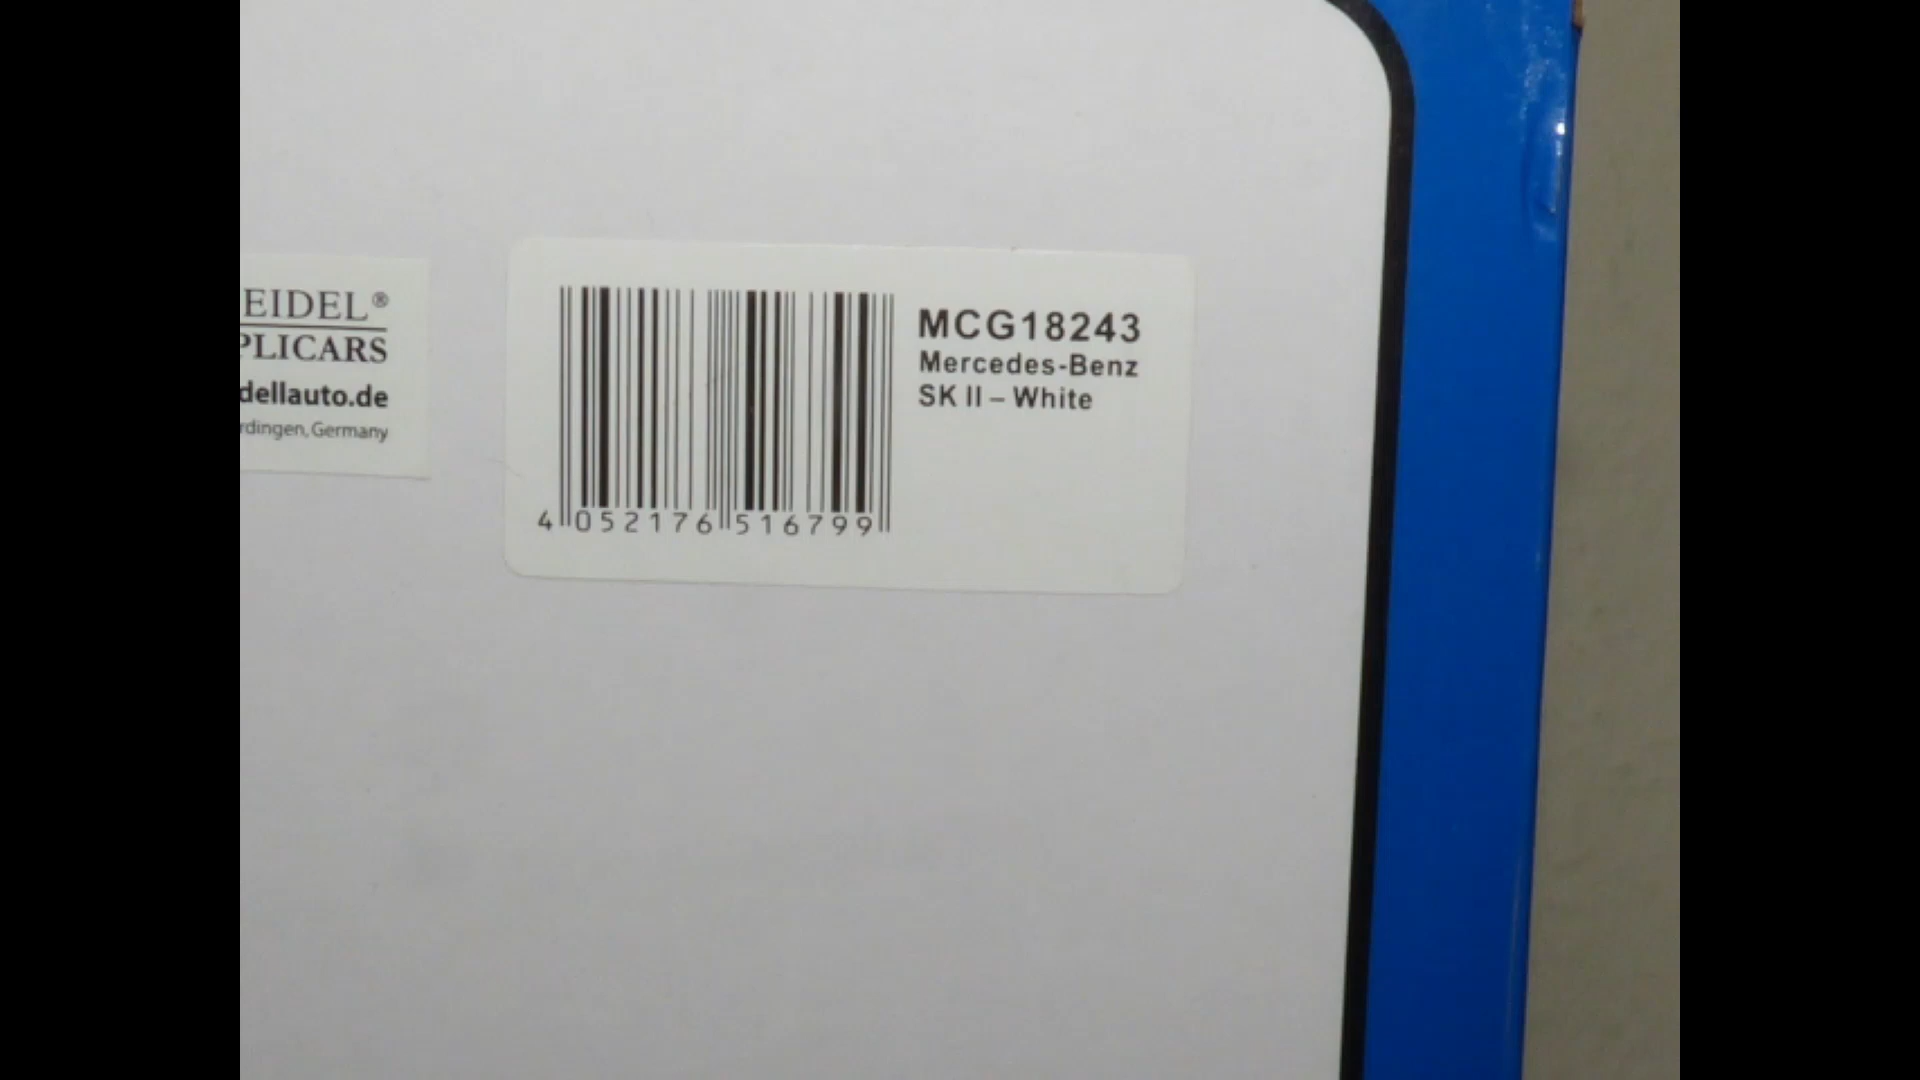 EIDEL®
PLICARS
dellauto.de
rdingen, Germany
MCG18243
Mercedes-Benz
SK II – White
4 052176 516799